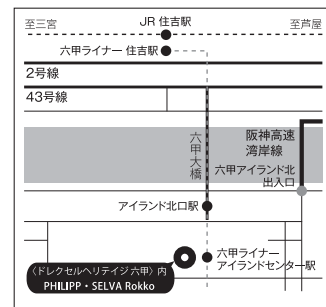 至三宮
JR 住吉駅
至芦屋
六甲ライナー 住吉駅
2号線
43号線
六甲大橋
阪神高速
湾岸線
六甲アイランド北
出入口
アイランド北口駅
六甲ライナー
アイランドセンター駅
〈ドレクセルヘリテイジ六甲〉内
PHILIPP・SELVA Rokko